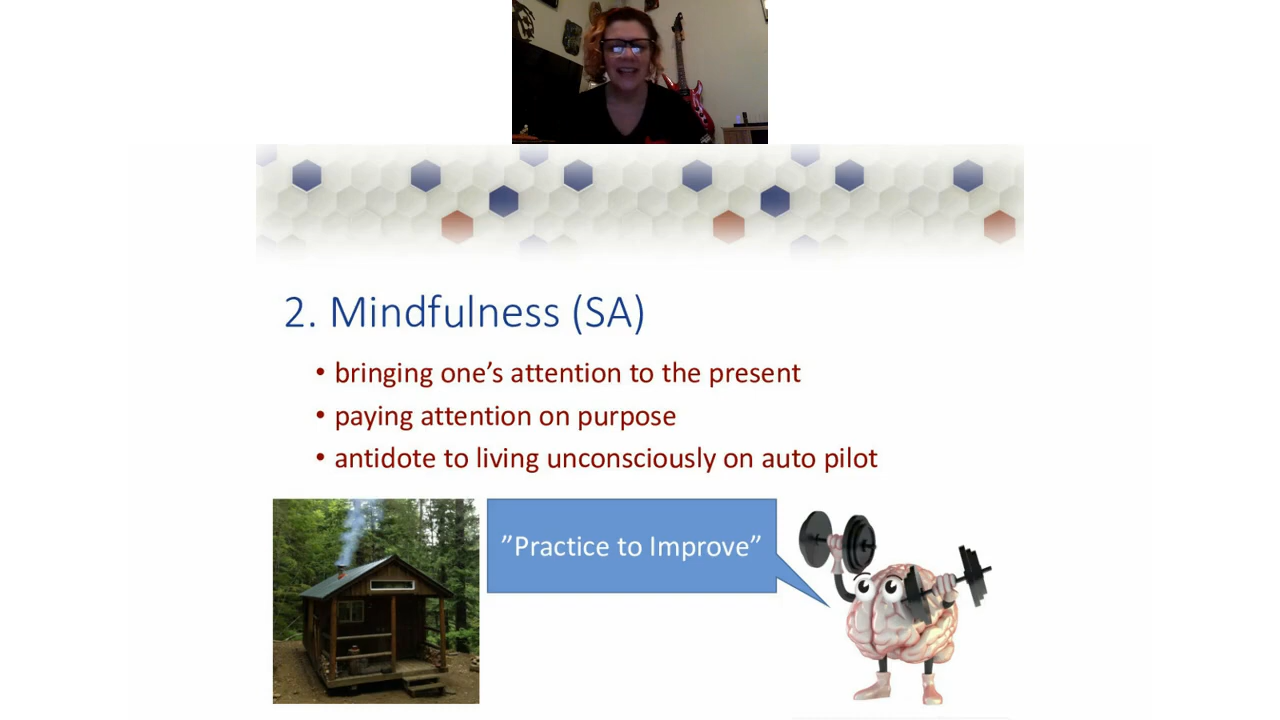 2. Mindfulness (SA)
• bringing one’s attention to the present
• paying attention on purpose
• antidote to living unconsciously on auto pilot
”Practice to Improve”